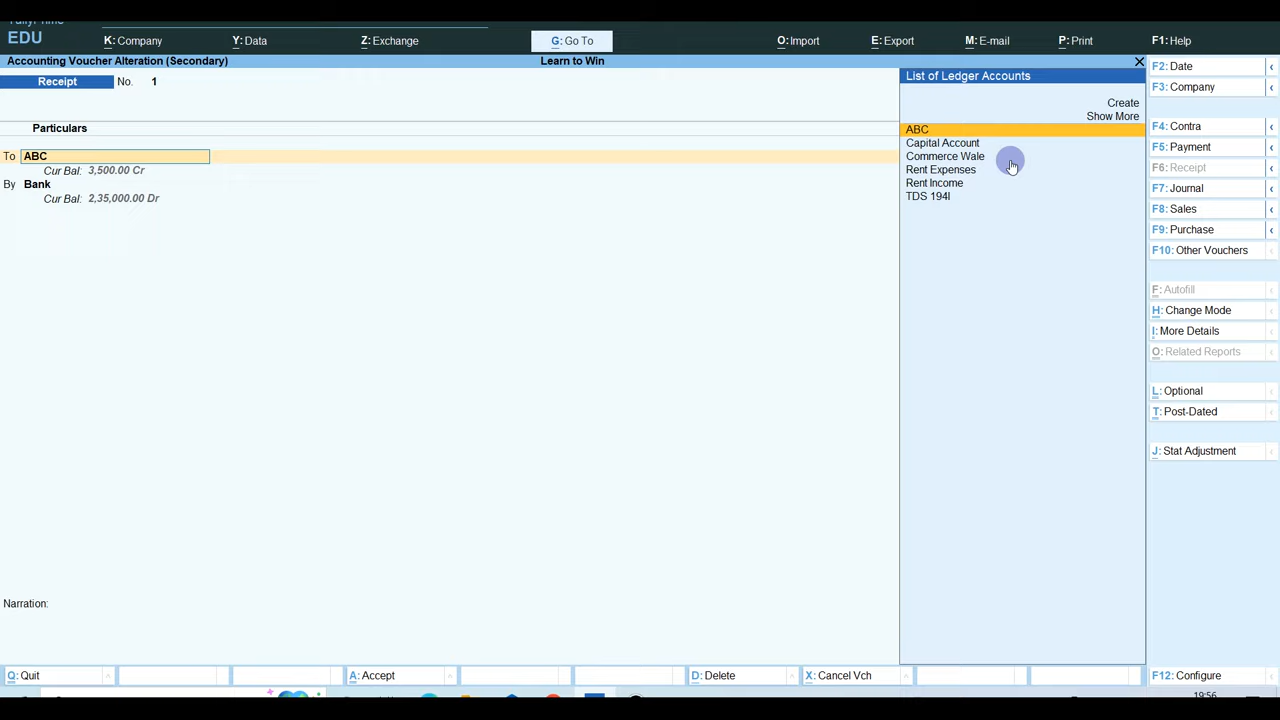 EDU
K: Company
Y: Data
Z: Exchange
G: Go To
O: Import
E: Export
M: E-mail
P: Print
F1: Help
Accounting Voucher Alteration (Secondary)
Learn to Win
Receipt No. 1
Particulars
To ABC
Cur Bal: 3,500.00 Cr
By Bank
Cur Bal: 2,35,000.00 Dr
Narration:
List of Ledger Accounts
Create
Show More
ABC
Capital Account
Commerce Wale
Rent Expenses
Rent Income
TDS 194I
F2: Date
F3: Company
F4: Contra
F5: Payment
F6: Receipt
F7: Journal
F8: Sales
F9: Purchase
F10: Other Vouchers
F: Autofill
H: Change Mode
I: More Details
O: Related Reports
L: Optional
T: Post-Dated
J: Stat Adjustment
Q: Quit
A: Accept
D: Delete
X: Cancel Vch
F12: Configure
19:56